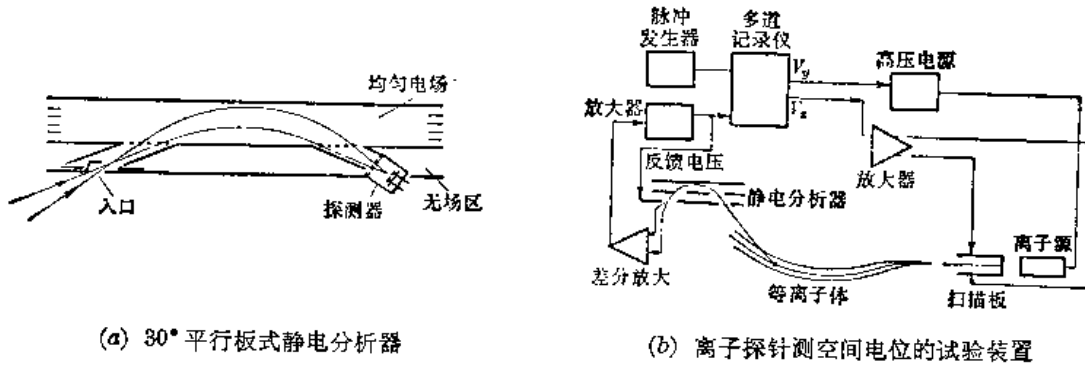 均匀电场
入口
探测器
无场区
(a) 30° 平行板式静电分析器
脉冲
发生器
多道
记录仪
V_y
高压电源
放大器
V_x
反馈电压
放大器
静电分析器
差分放大
等离子体
离子源
扫描板
(b) 离子探针测空间电位的试验装置